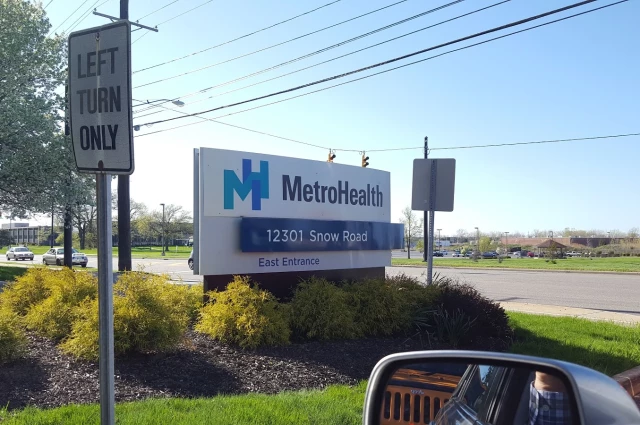 LEFT
TURN
ONLY
MH MetroHealth
12301 Snow Road
East Entrance